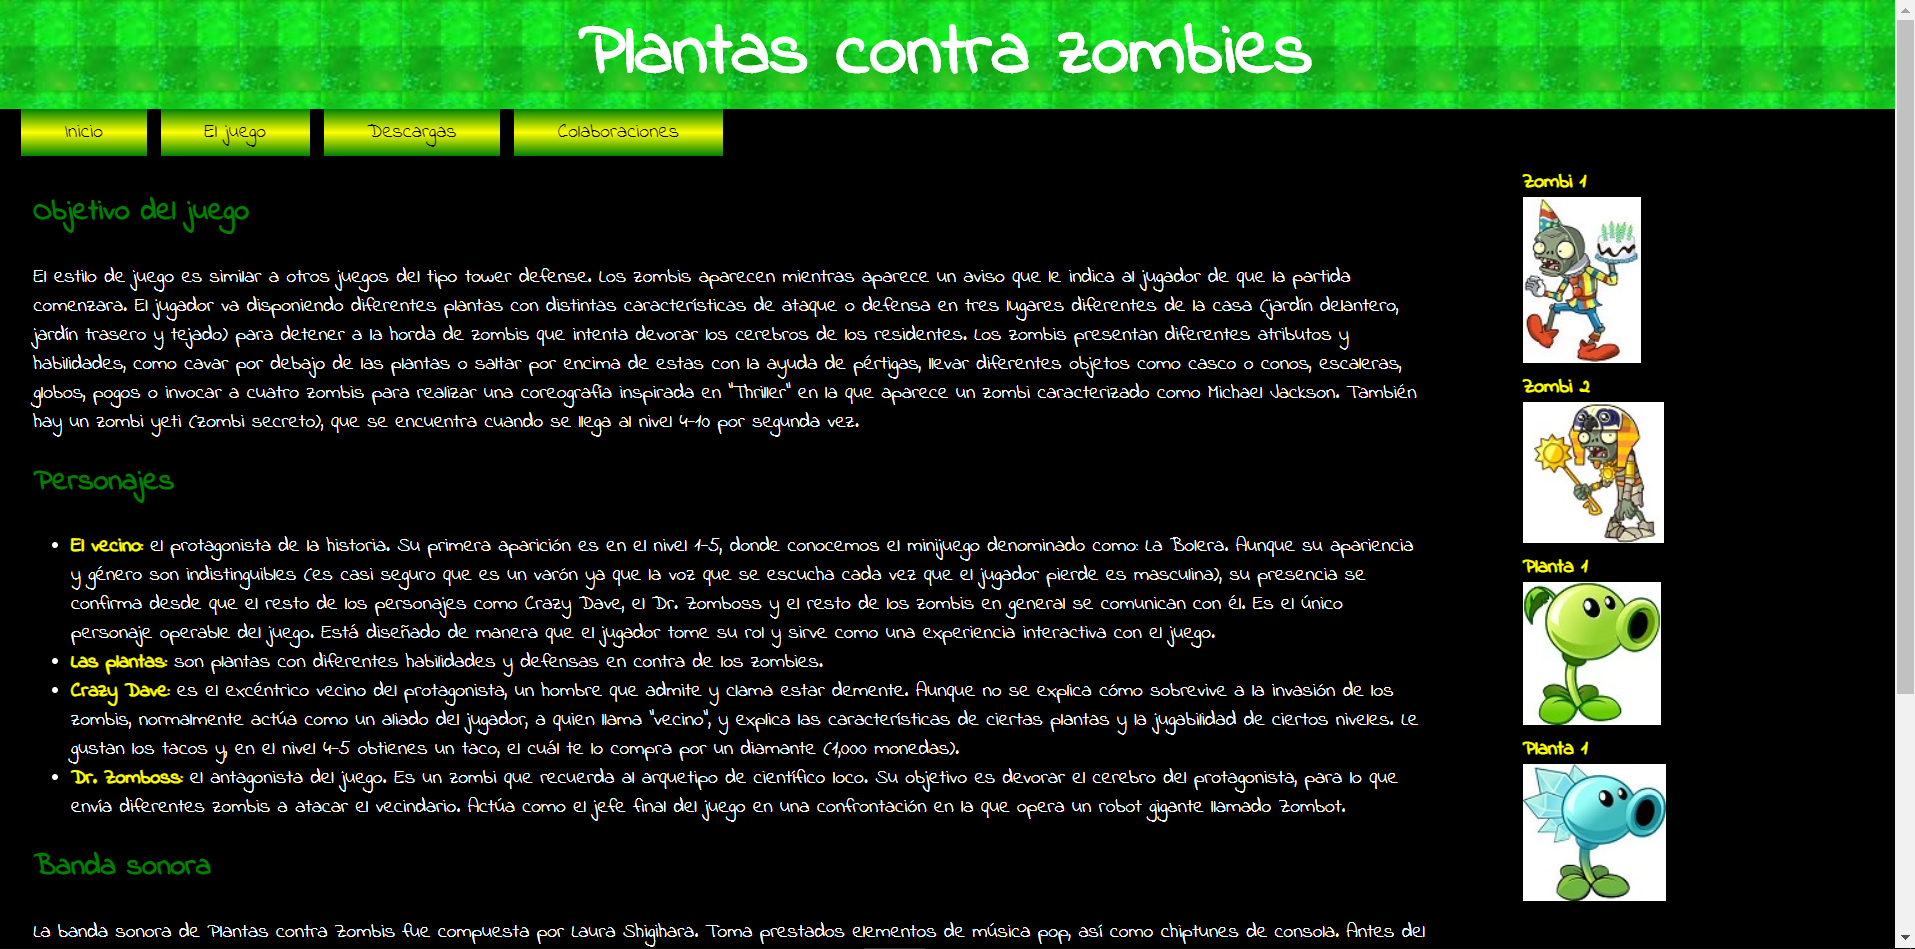 Plantas contra zombies
Inicio
El juego
Descargas
Colaboraciones
Objetivo del juego
El estilo de juego es similar a otros juegos del tipo tower defense. Los zombis aparecen mientras aparece un aviso que le indica al jugador de que la partida
comenzara. El jugador va disponiendo diferentes plantas con distintas características de ataque o defensa en tres lugares diferentes de la casa (jardín delantero,
jardín trasero y tejado) para detener a la horda de zombis que intenta devorar los cerebros de los residentes. Los zombis presentan diferentes atributos y
habilidades, como cavar por debajo de las plantas o saltar por encima de estas con la ayuda de pértigas, llevar diferentes objetos como casco o conos, escaleras,
globos, pogos o invocar a cuatro zombis para realizar una coreografía inspirada en "Thriller" en la que aparece un zombi caracterizado como Michael Jackson. También
hay un zombi yeti (zombi secreto), que se encuentra cuando se llega al nivel 4-10 por segunda vez.
Personajes
• El vecino: el protagonista de la historia. Su primera aparición es en el nivel 1-5, donde conocemos el minijuego denominado como: La Bolera. Aunque su apariencia
y género son indistinguibles (es casi seguro que es un varón ya que la voz que se escucha cada vez que el jugador pierde es masculina), su presencia se
confirma desde que el resto de los personajes como Crazy Dave, el Dr. Zomboss y el resto de los zombis en general se comunican con él. Es el único
personaje operable del juego. Está diseñado de manera que el jugador tome su rol y sirve como una experiencia interactiva con el juego.
• Las plantas: son plantas con diferentes habilidades y defensas en contra de los zombies.
• Crazy Dave: es el excéntrico vecino del protagonista, un hombre que admite y clama estar demente. Aunque no se explica cómo sobrevive a la invasión de los
zombis, normalmente actúa como un aliado del jugador, a quien llama "vecino", y explica las características de ciertas plantas y la jugabilidad de ciertos niveles. Le
gustan los tacos y, en el nivel 4-5 obtienes un taco, el cuál te lo compra por un diamante (1,000 monedas).
• Dr. Zomboss: el antagonista del juego. Es un zombi que recuerda al arquetipo de científico loco. Su objetivo es devorar el cerebro del protagonista, para lo que
envía diferentes zombis a atacar el vecindario. Actúa como el jefe final del juego en una confrontación en la que opera un robot gigante llamado Zombot.
Banda sonora
La banda sonora de Plantas contra Zombis fue compuesta por Laura Shigihara. Toma prestados elementos de música pop, así como chiptunes de consola. Antes del
Zombi 1
Zombi 2
Planta 1
Planta 1